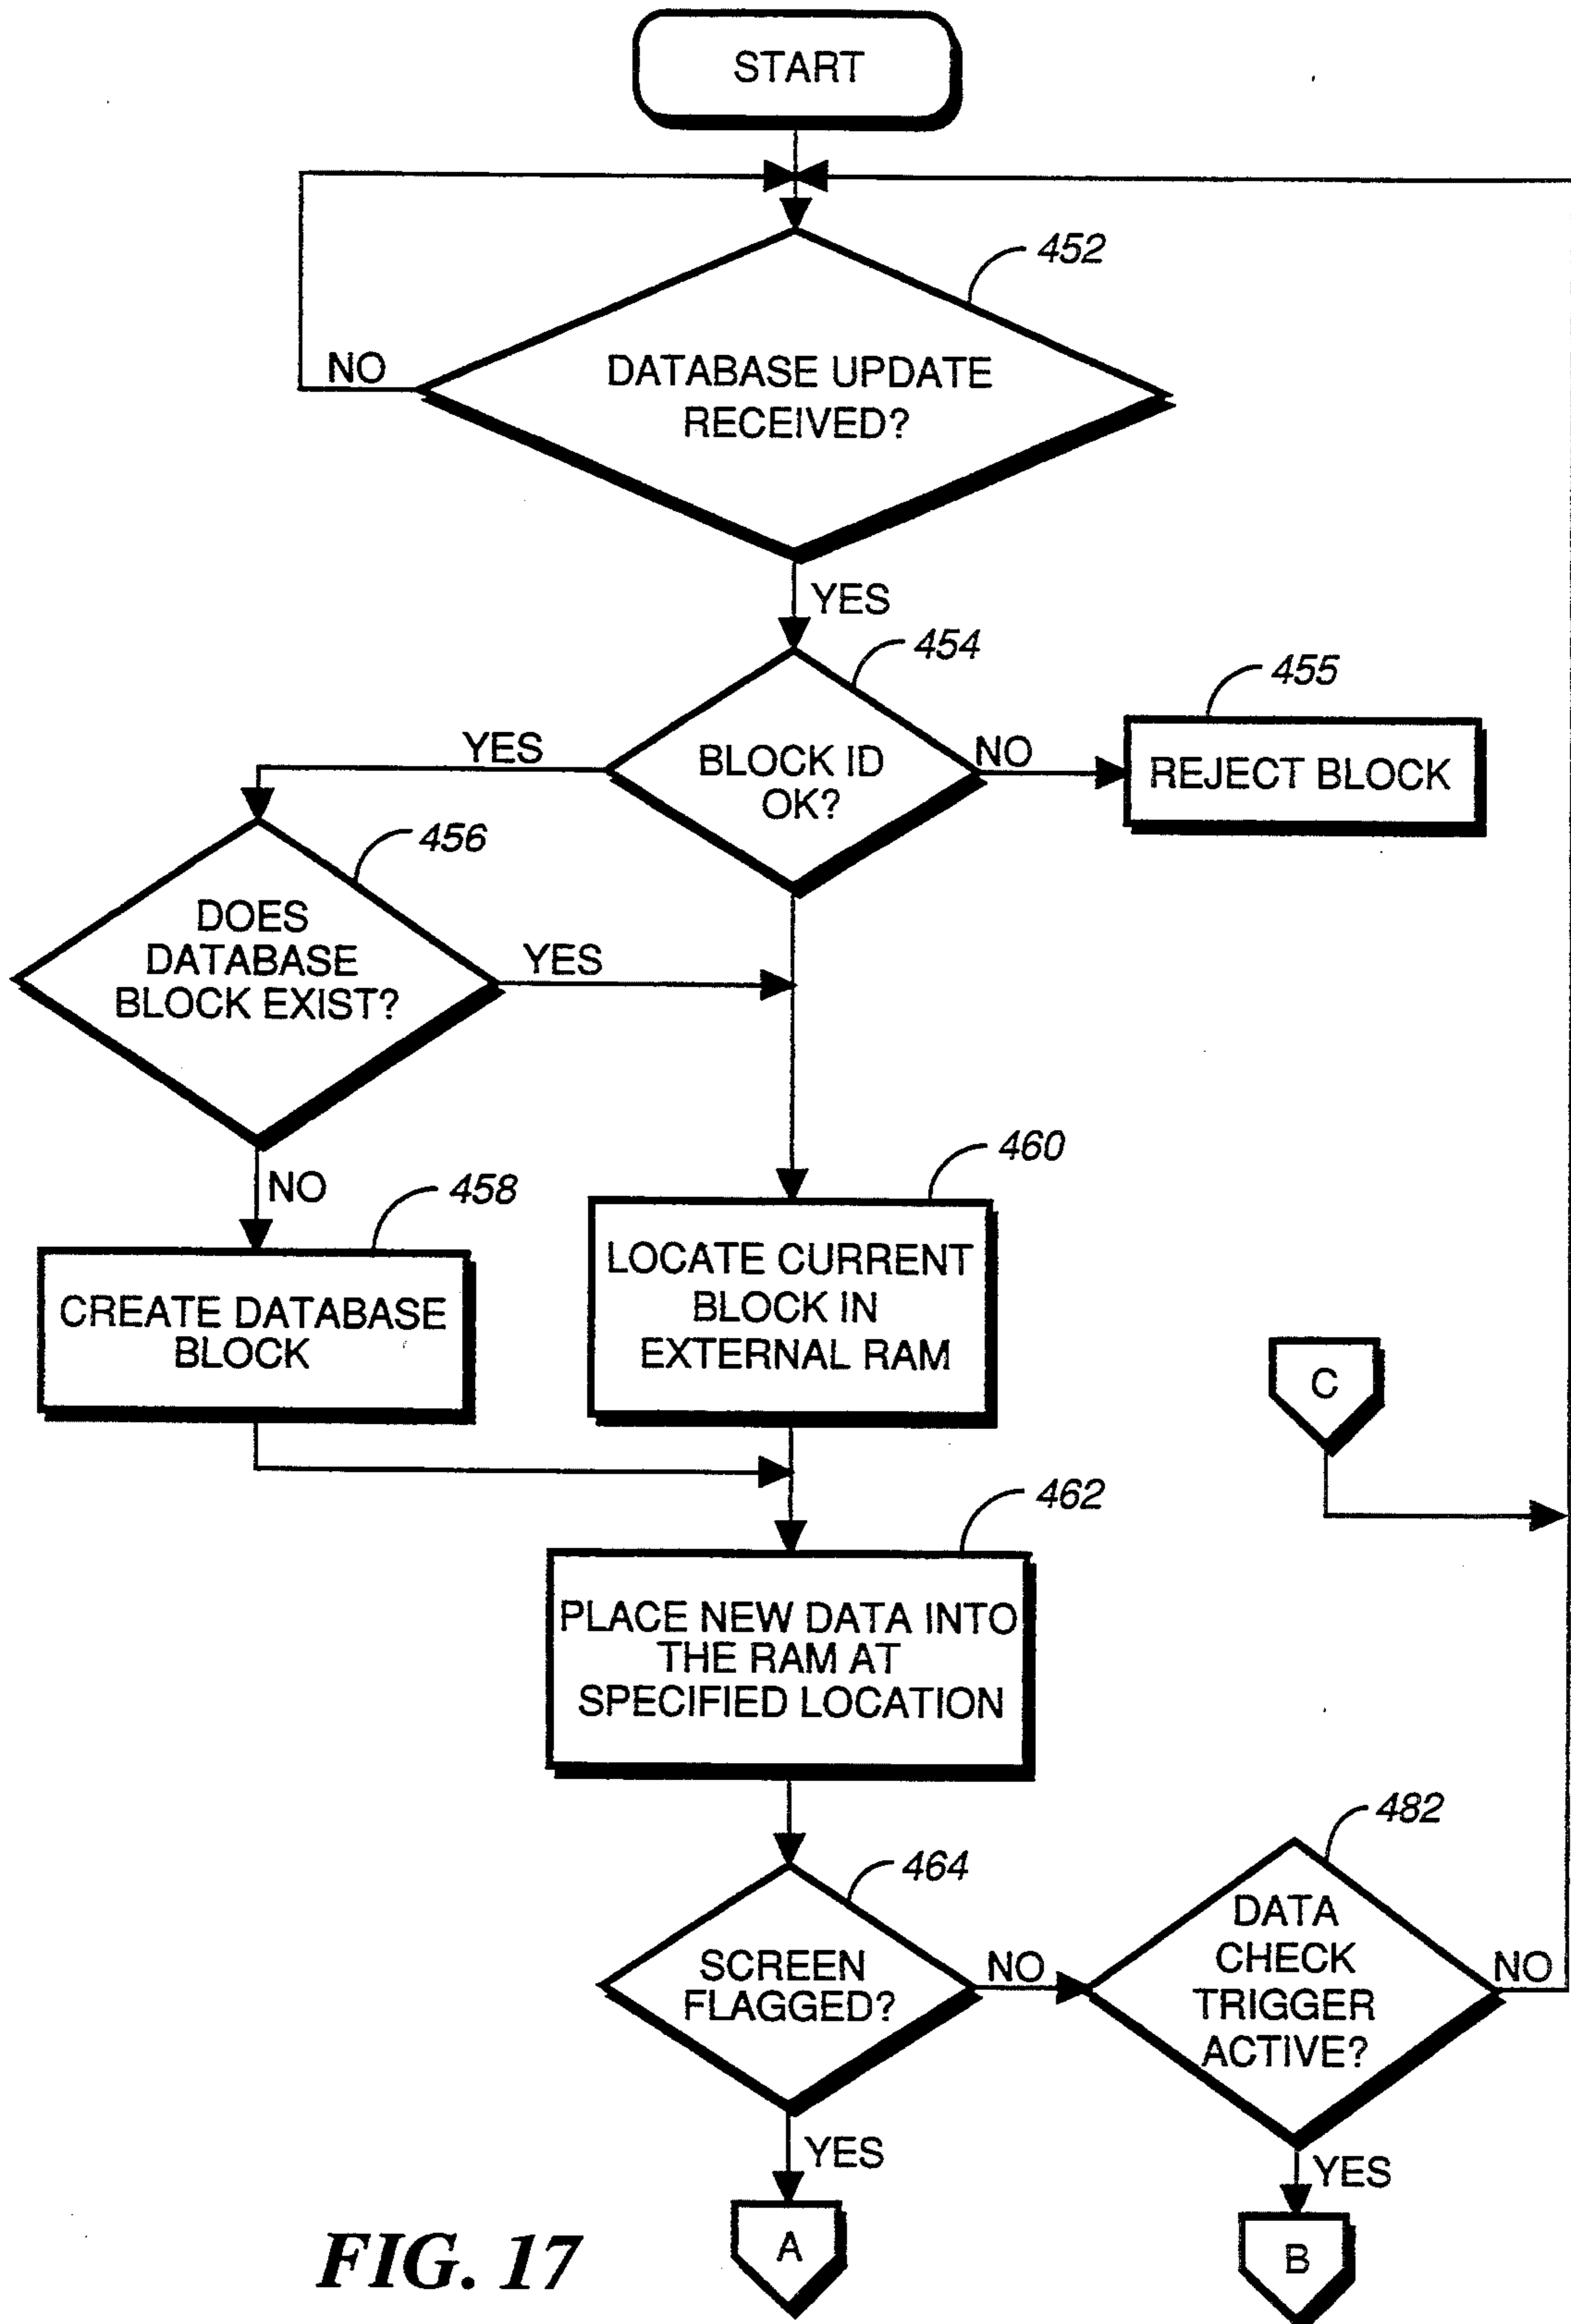 START
452
NO
DATABASE UPDATE
RECEIVED?
YES
454
455
YES
BLOCK ID
OK?
NO
REJECT BLOCK
456
DOES
DATABASE
BLOCK EXIST?
YES
460
NO
458
LOCATE CURRENT
BLOCK IN
EXTERNAL RAM
CREATE DATABASE
BLOCK
C
462
PLACE NEW DATA INTO
THE RAM AT
SPECIFIED LOCATION
482
464
DATA
CHECK
TRIGGER
ACTIVE?
SCREEN
FLAGGED?
NO
NO
YES
YES
A
B
FIG. 17